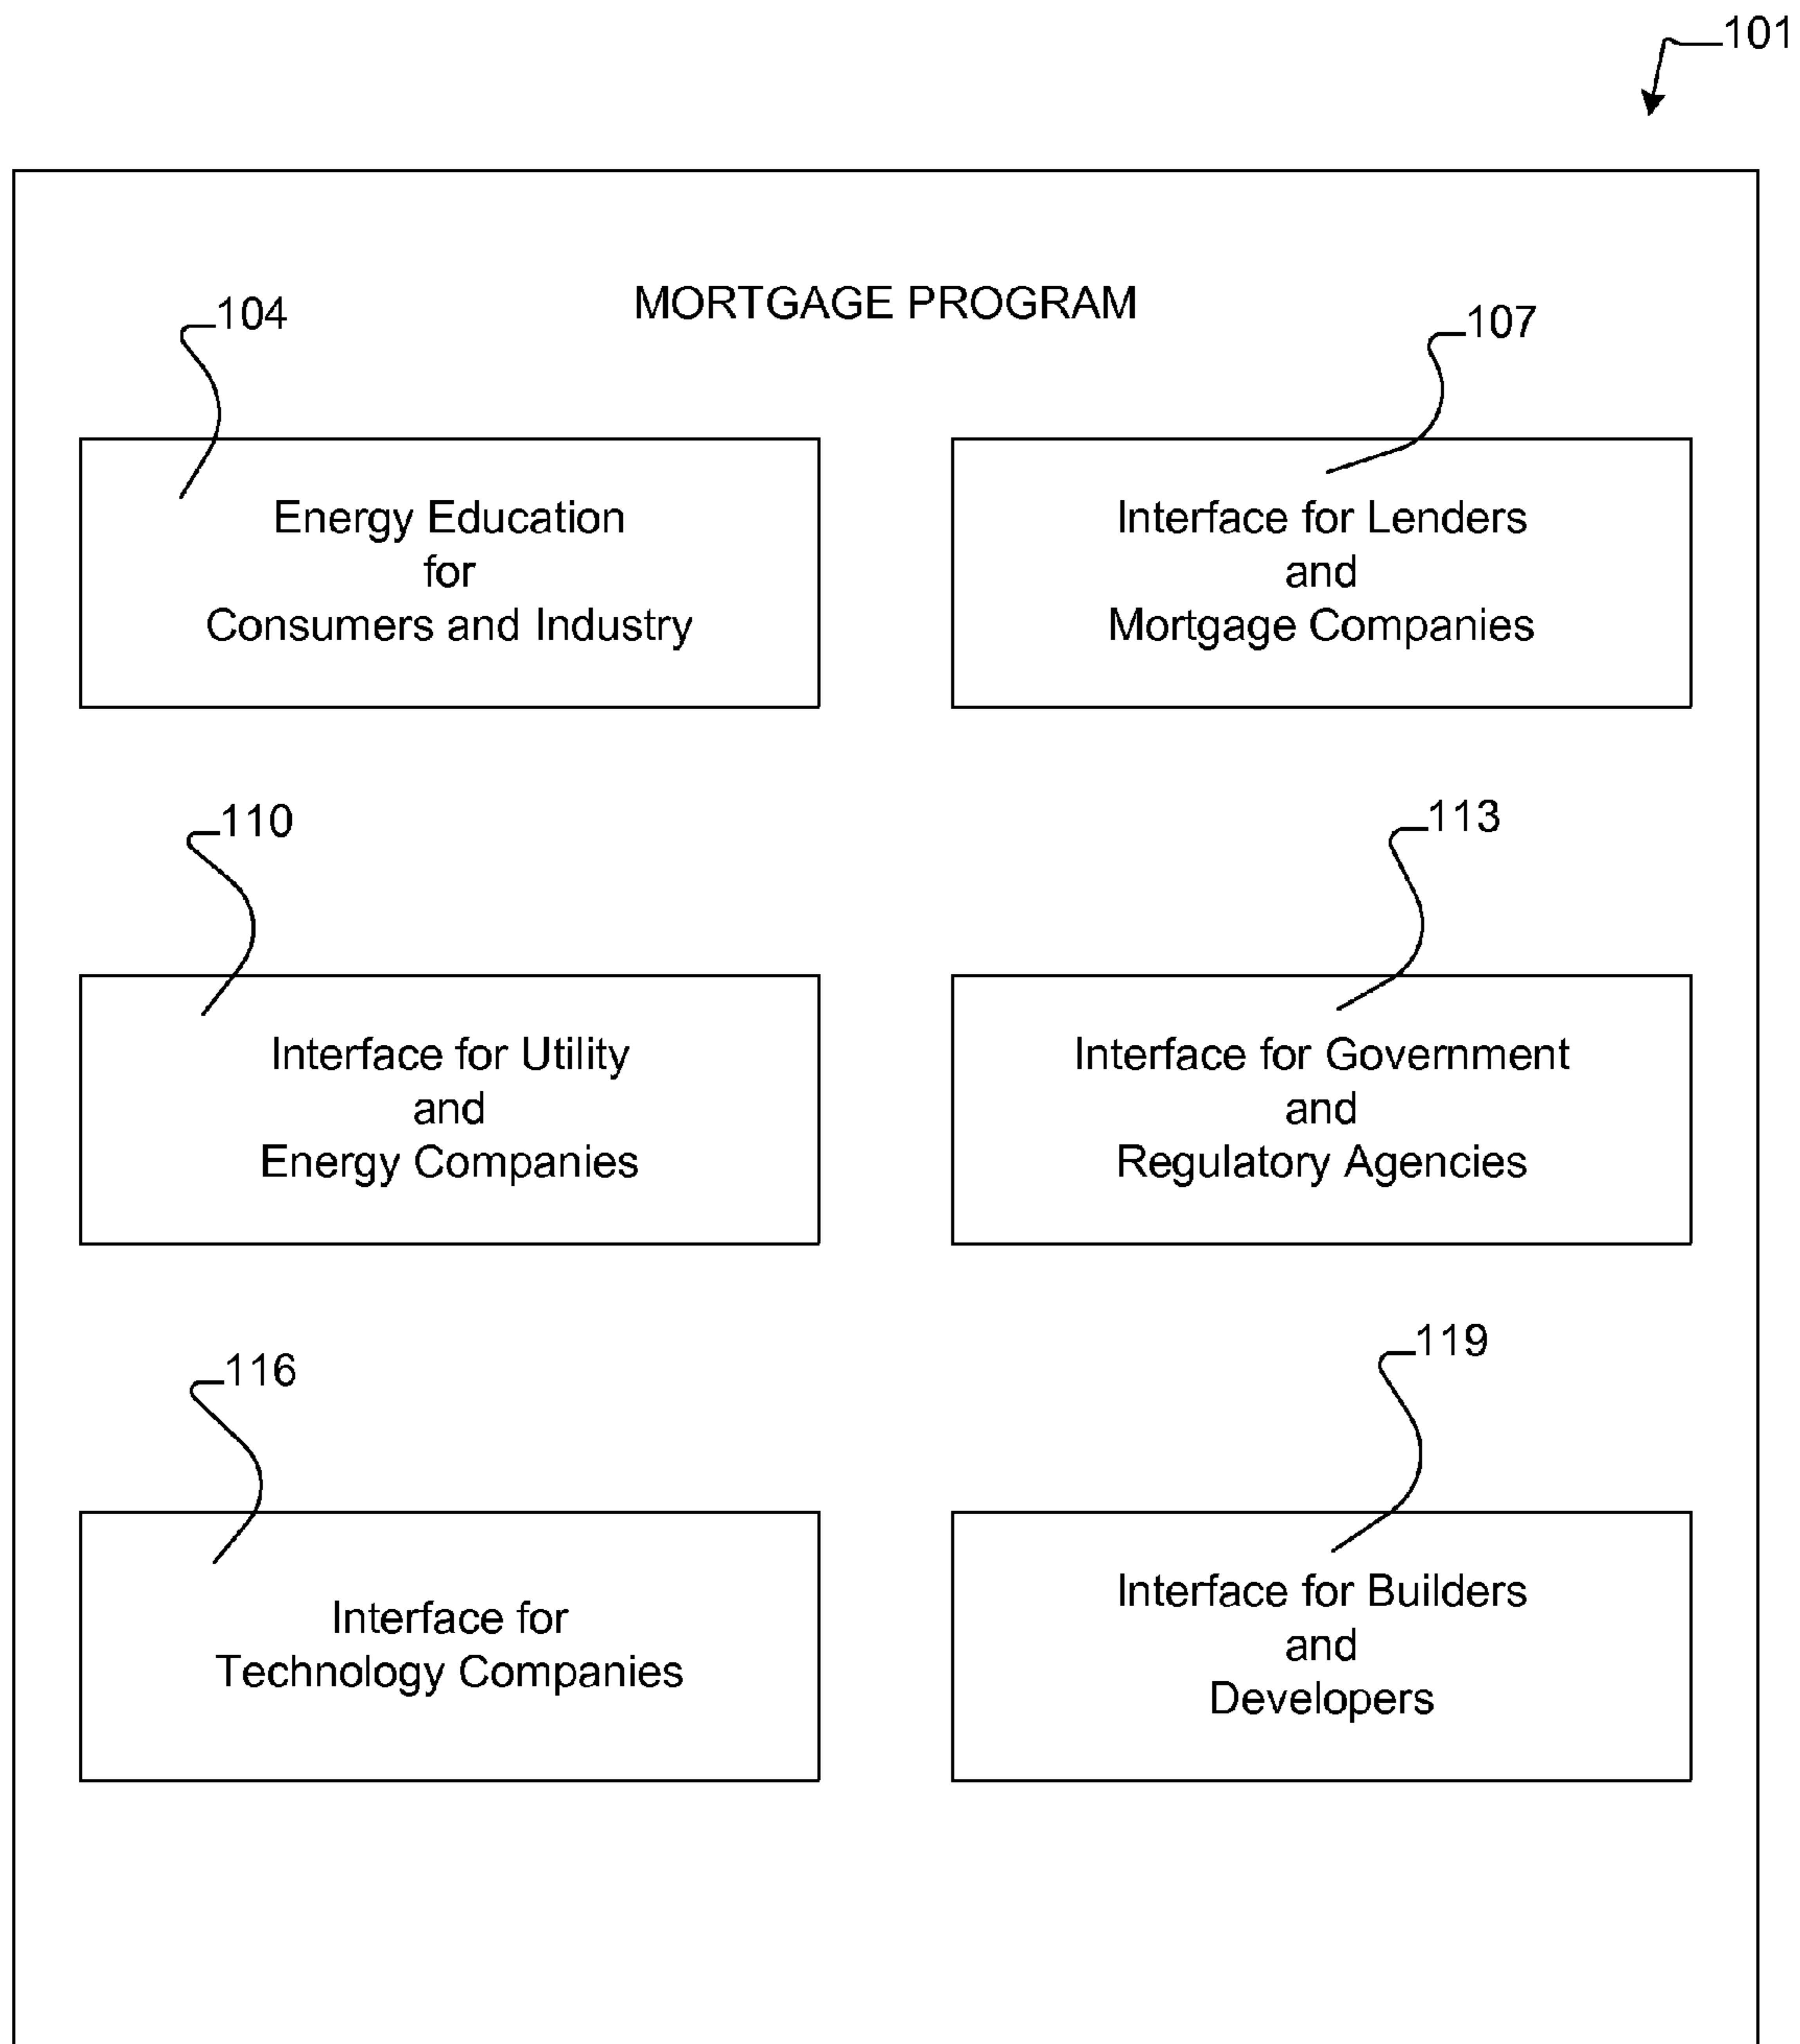 101
MORTGAGE PROGRAM
104
107
Energy Education
for
Consumers and Industry
Interface for Lenders
and
Mortgage Companies
110
113
Interface for Utility
and
Energy Companies
Interface for Government
and
Regulatory Agencies
116
119
Interface for
Technology Companies
Interface for Builders
and
Developers